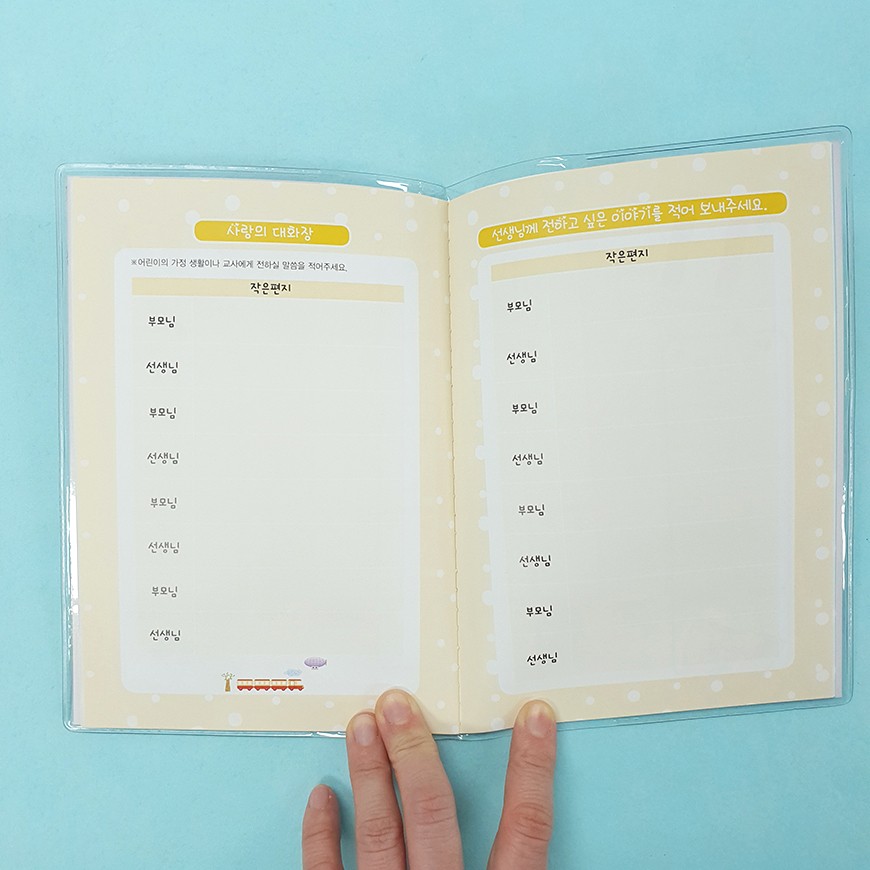 사랑의 대화장
※어린이의 가정 생활이나 교사에게 전하실 말씀을 적어주세요.
작은편지
부모님
선생님
부모님
선생님
부모님
선생님
부모님
선생님
선생님께 전하고 싶은 이야기를 적어 보내주세요.
작은편지
부모님
선생님
부모님
선생님
부모님
선생님
부모님
선생님